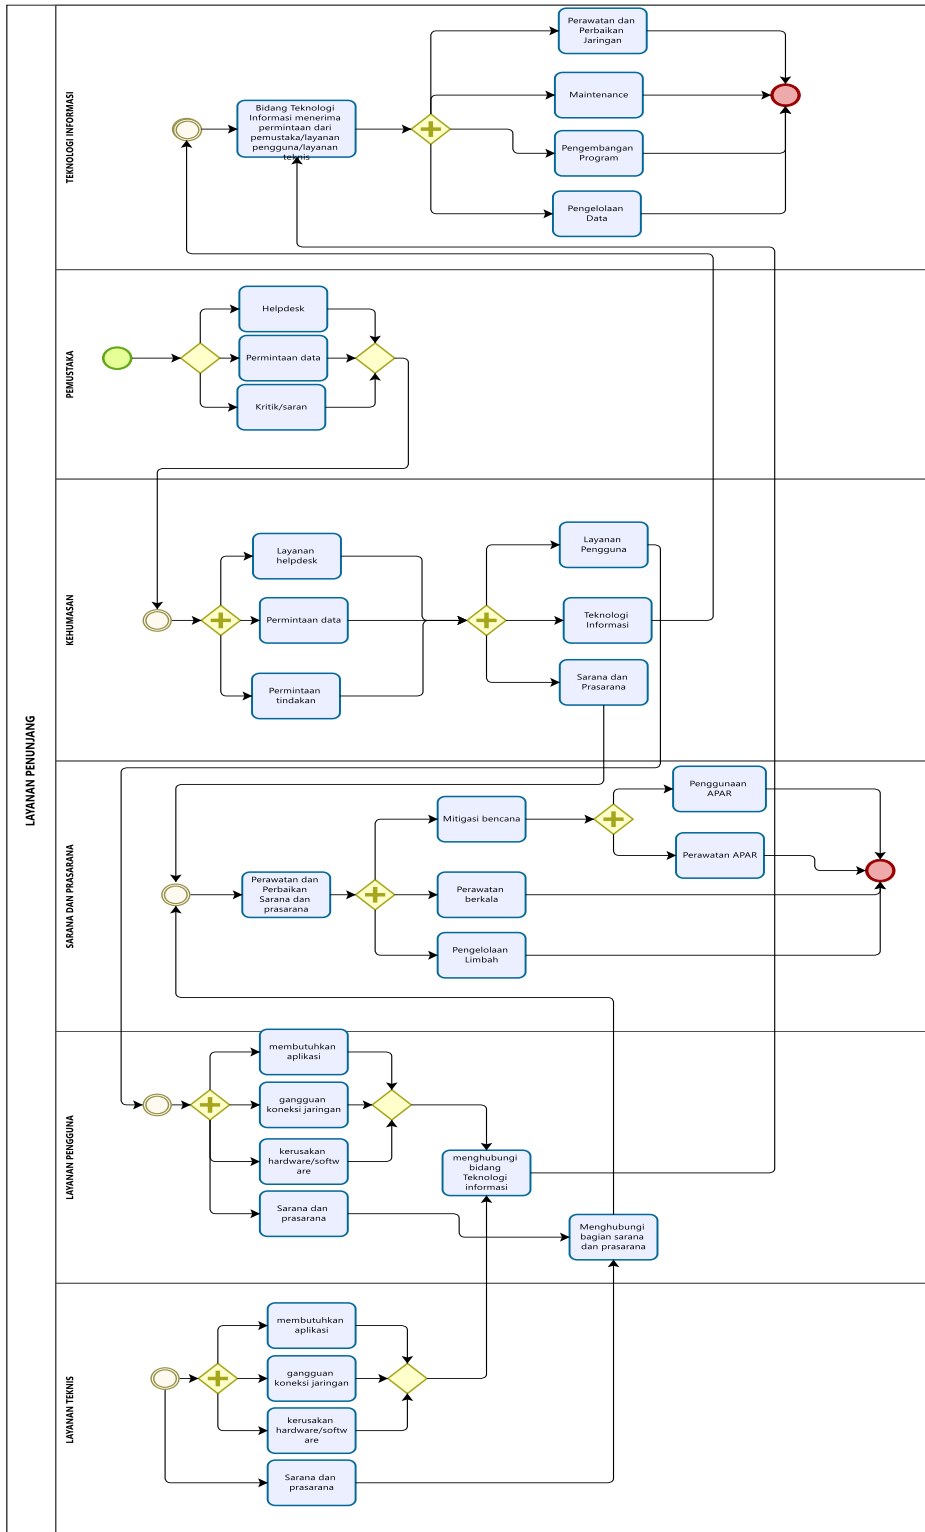 LAYANAN PENUNJANG
TEKNOLOGI INFORMASI
Bidang Teknologi
Informasi menerima
permintaan dari
pemustaka/layanan
pengguna/layanan
teknis
Perawatan dan
Perbaikan
Jaringan
Maintenance
Pengembangan
Program
Pengelolaan
Data
PEMUSTAKA
Helpdesk
Permintaan data
Kritik/saran
KEHUMASAN
Layanan
helpdesk
Permintaan data
Permintaan
tindakan
Layanan
Pengguna
Teknologi
Informasi
Sarana dan
Prasarana
SARANA DAN PRASARANA
Perawatan dan
Perbaikan
Sarana dan
prasarana
Mitigasi bencana
Perawatan
berkala
Pengelolaan
Limbah
Penggunaan
APAR
Perawatan APAR
LAYANAN PENGGUNA
membutuhkan
aplikasi
gangguan
koneksi jaringan
kerusakan
hardware/softw
are
Sarana dan
prasarana
menghubungi
bidang
Teknologi
informasi
Menghubungi
bagian sarana
dan prasarana
LAYANAN TEKNIS
membutuhkan
aplikasi
gangguan
koneksi jaringan
kerusakan
hardware/softw
are
Sarana dan
prasarana